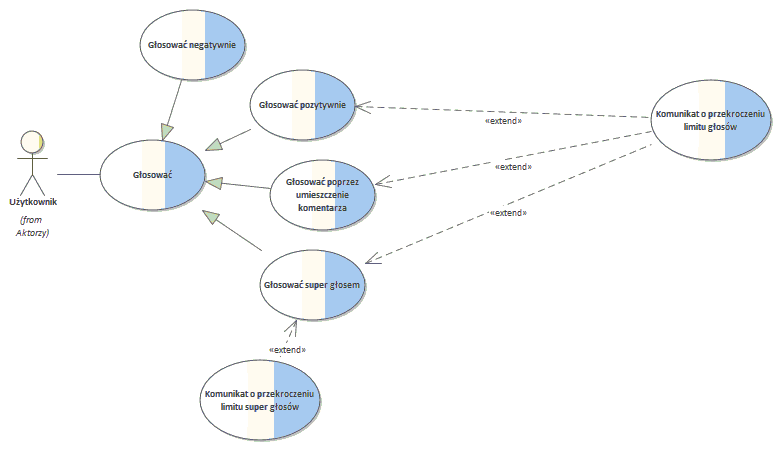 Głosować negatywnie
Głosować pozytywnie
«extend»
Komunikat o przekroczeniu
limitu głosów
Użytkownik
(from
Aktorzy)
Głosować
Głosować poprzez
umieszczenie
komentarza
«extend»
«extend»
Głosować super głosem
«extend»
Komunikat o przekroczeniu
limitu super głosów